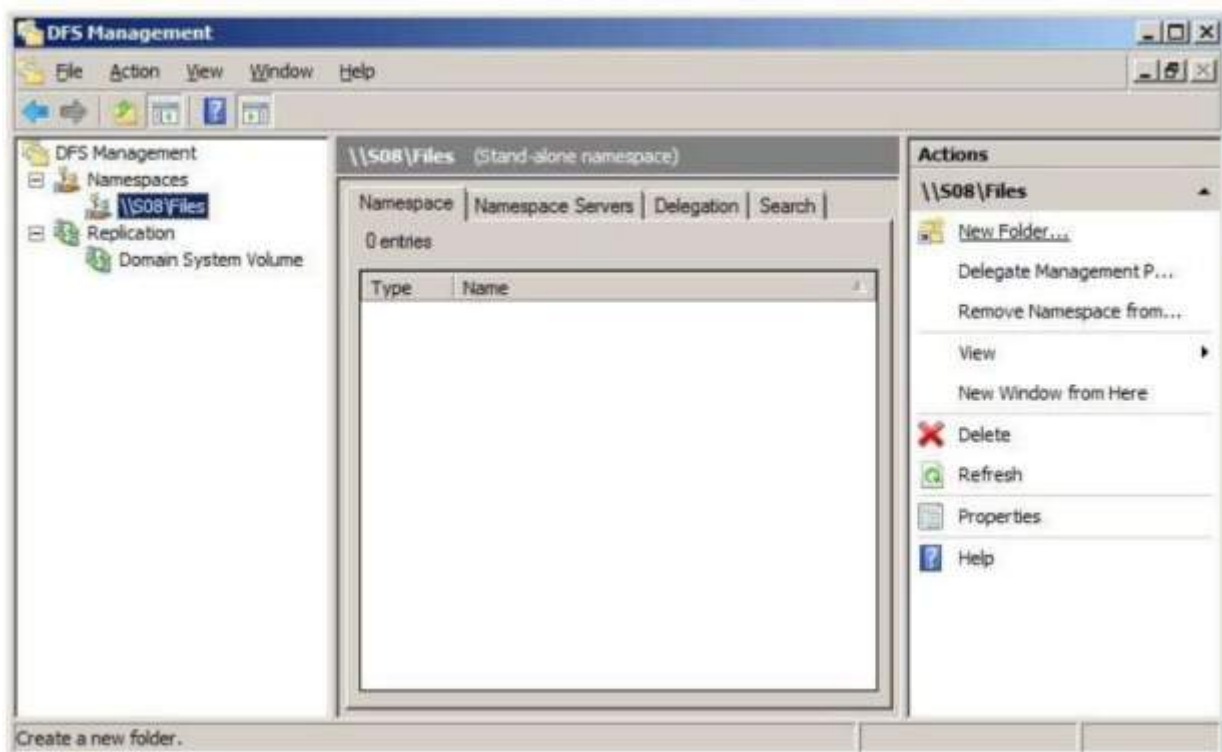 DFS Management
File Action View Window Help
DFS Management
Namespaces
\\S08\Files
Replication
Domain System Volume
\\S08\Files (Stand-alone namespace)
Namespace Namespace Servers Delegation Search
0 entries
Type Name
Actions
\\S08\Files
New Folder...
Delegate Management P...
Remove Namespace from...
View
New Window from Here
Delete
Refresh
Properties
Help
Create a new folder.